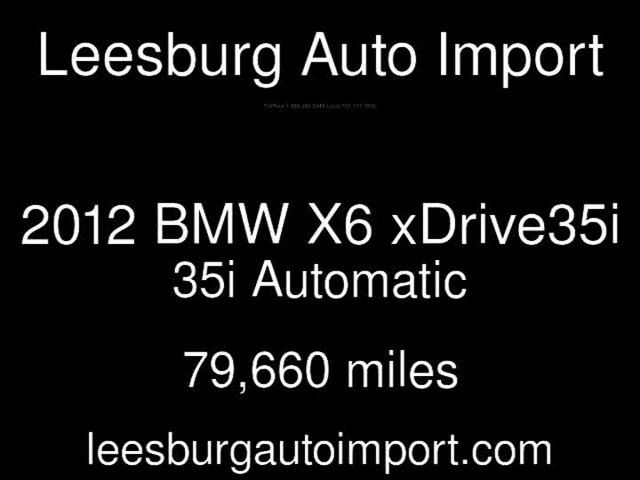 Leesburg Auto Import
2012 BMW X6 xDrive35i
35i Automatic
79,660 miles
leesburgautoimport.com